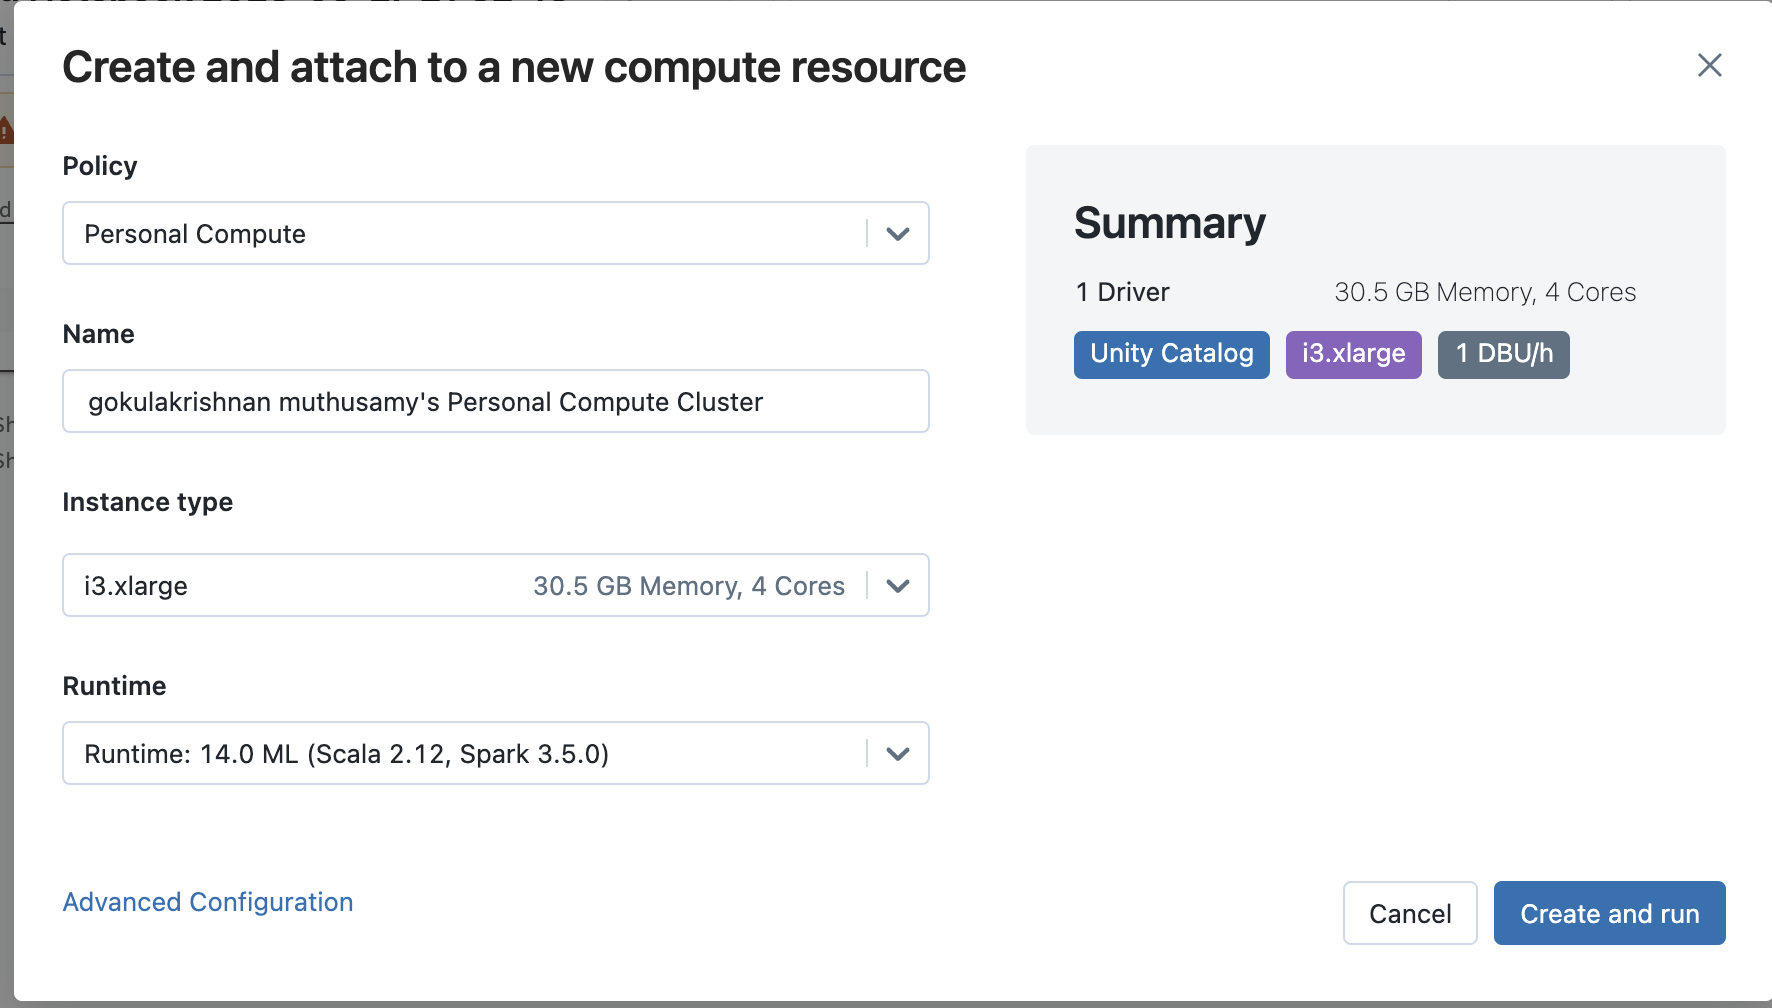 Create and attach to a new compute resource
Policy
Personal Compute
Name
gokulakrishnan muthusamy's Personal Compute Cluster
Instance type
i3.xlarge 30.5 GB Memory, 4 Cores
Runtime
Runtime: 14.0 ML (Scala 2.12, Spark 3.5.0)
Advanced Configuration
Summary
1 Driver 30.5 GB Memory, 4 Cores
Unity Catalog i3.xlarge 1 DBU/h
Cancel Create and run